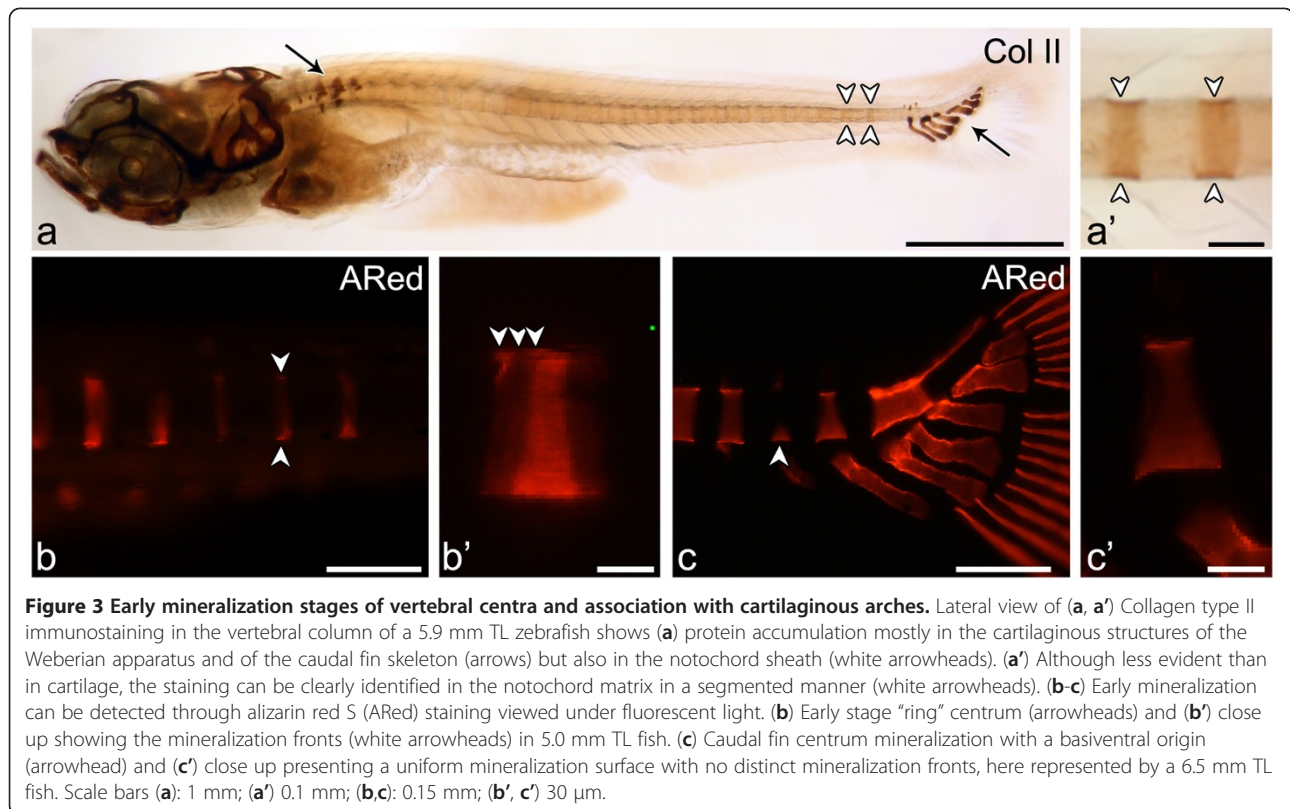 Col II
a
a'
ARed
b
b'
ARed
c
c'
Figure 3 Early mineralization stages of vertebral centra and association with cartilaginous arches. Lateral view of (a, a') Collagen type II
immunostaining in the vertebral column of a 5.9 mm TL zebrafish shows (a) protein accumulation mostly in the cartilaginous structures of the
Weberian apparatus and of the caudal fin skeleton (arrows) but also in the notochord sheath (white arrowheads). (a') Although less evident than
in cartilage, the staining can be clearly identified in the notochord matrix in a segmented manner (white arrowheads). (b-c) Early mineralization
can be detected through alizarin red S (ARed) staining viewed under fluorescent light. (b) Early stage “ring” centrum (arrowheads) and (b') close
up showing the mineralization fronts (white arrowheads) in 5.0 mm TL fish. (c) Caudal fin centrum mineralization with a basiventral origin
(arrowhead) and (c') close up presenting a uniform mineralization surface with no distinct mineralization fronts, here represented by a 6.5 mm TL
fish. Scale bars (a): 1 mm; (a') 0.1 mm; (b,c): 0.15 mm; (b', c') 30 μm.